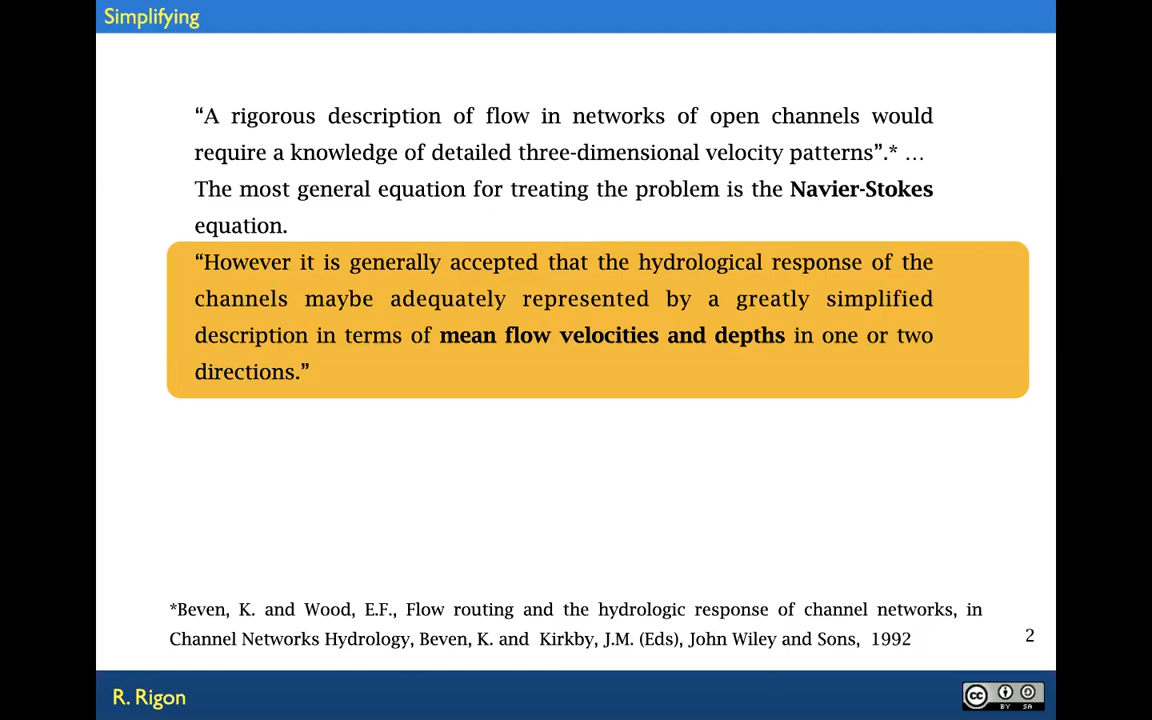 Simplifying
“A rigorous description of flow in networks of open channels would
require a knowledge of detailed three-dimensional velocity patterns”.* …
The most general equation for treating the problem is the Navier-Stokes
equation.
“However it is generally accepted that the hydrological response of the
channels maybe adequately represented by a greatly simplified
description in terms of mean flow velocities and depths in one or two
directions.”
*Beven, K. and Wood, E.F., Flow routing and the hydrologic response of channel networks, in
Channel Networks Hydrology, Beven, K. and Kirkby, J.M. (Eds), John Wiley and Sons, 1992
2
R. Rigon
cc BY SA